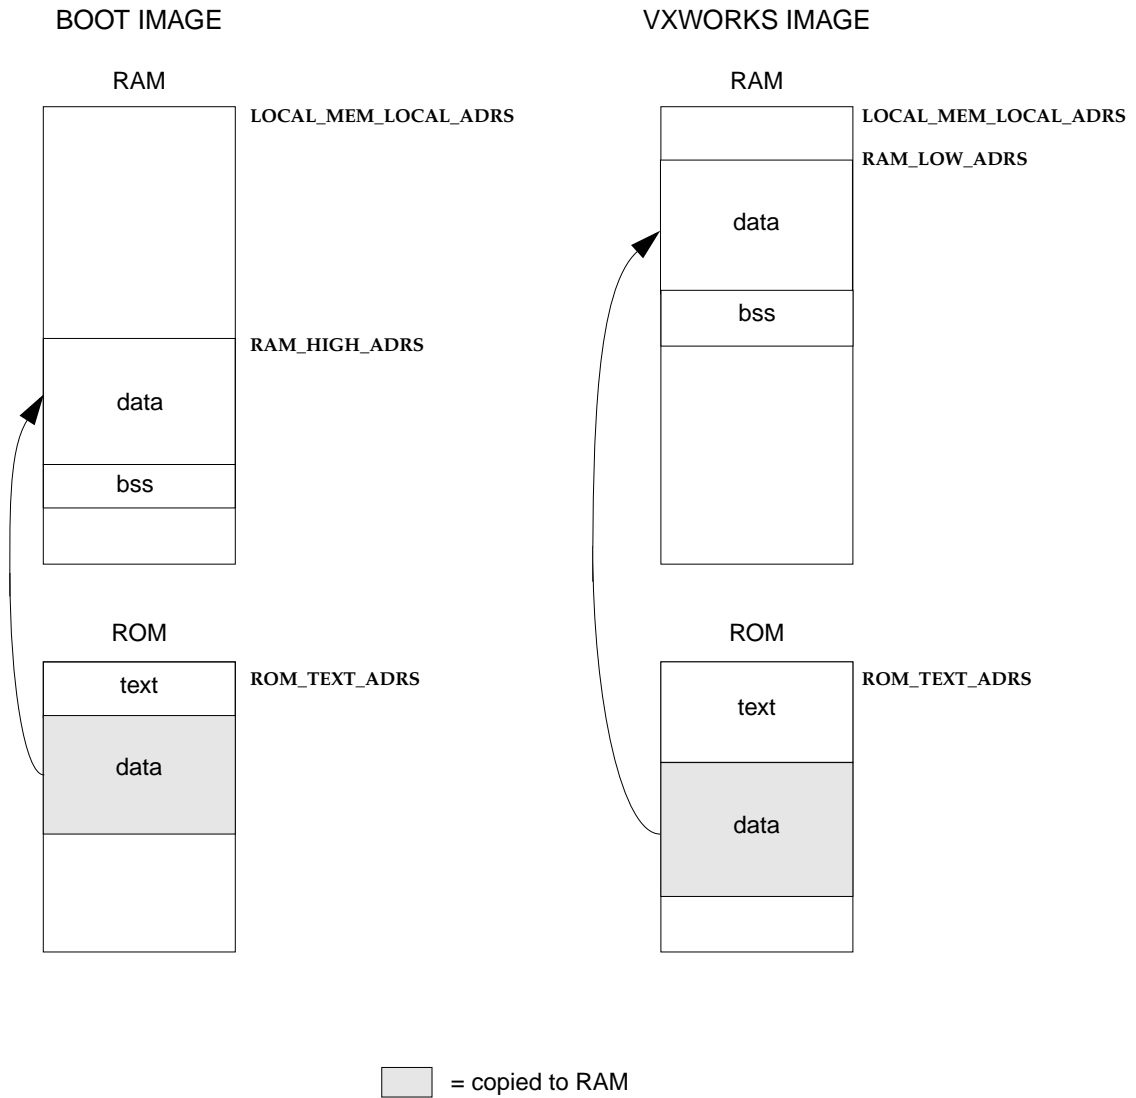 BOOT IMAGE
RAM
LOCAL_MEM_LOCAL_ADRS
RAM_HIGH_ADRS
data
bss
ROM
ROM_TEXT_ADRS
text
data
VXWORKS IMAGE
RAM
LOCAL_MEM_LOCAL_ADRS
RAM_LOW_ADRS
data
bss
ROM
ROM_TEXT_ADRS
text
data
= copied to RAM